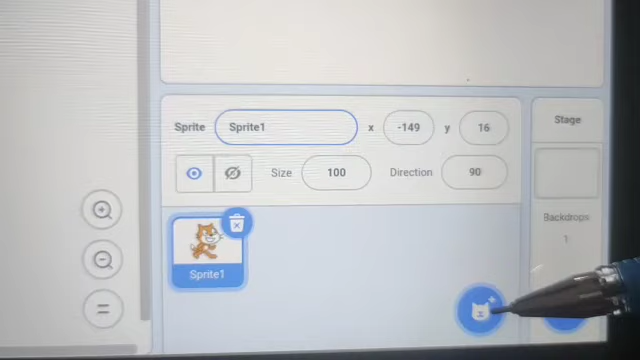 Sprite Sprite1 x -149 y 16
Stage
Size 100 Direction 90
Backdrops
1
Sprite1